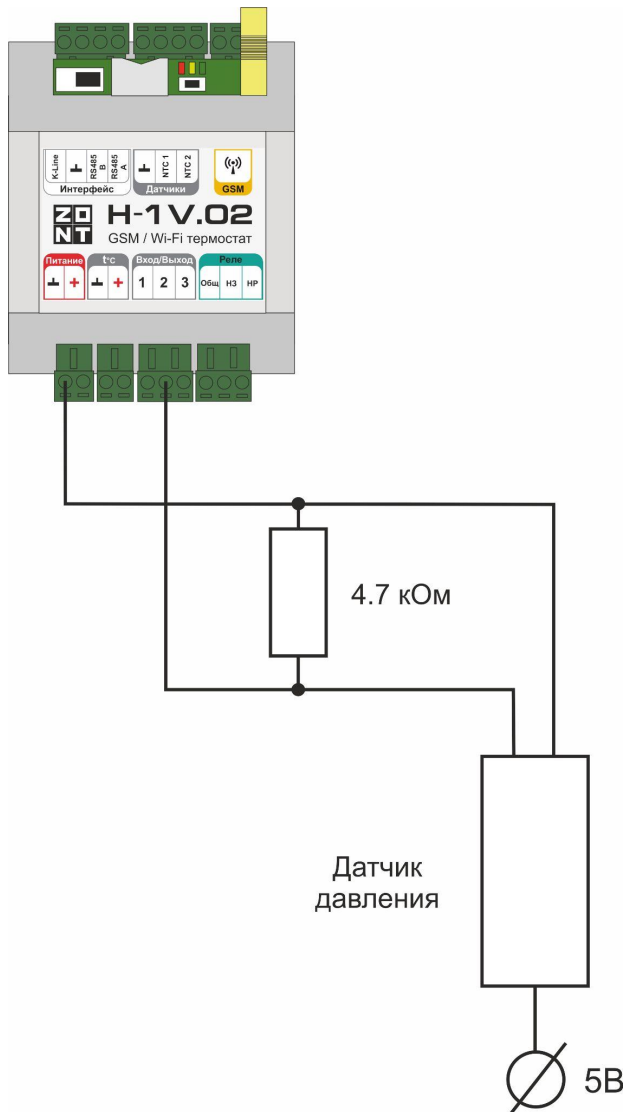 K-Line
RS485 B
RS485 A
NTC 1
NTC 2
Интерфейс
Датчики
GSM
ZONT
H-1V.02
GSM / Wi-Fi термостат
Питание
t°C
Вход/Выход
Реле
+
+
1
2
3
Общ
НЗ
НР
4.7 кОм
Датчик
давления
5В